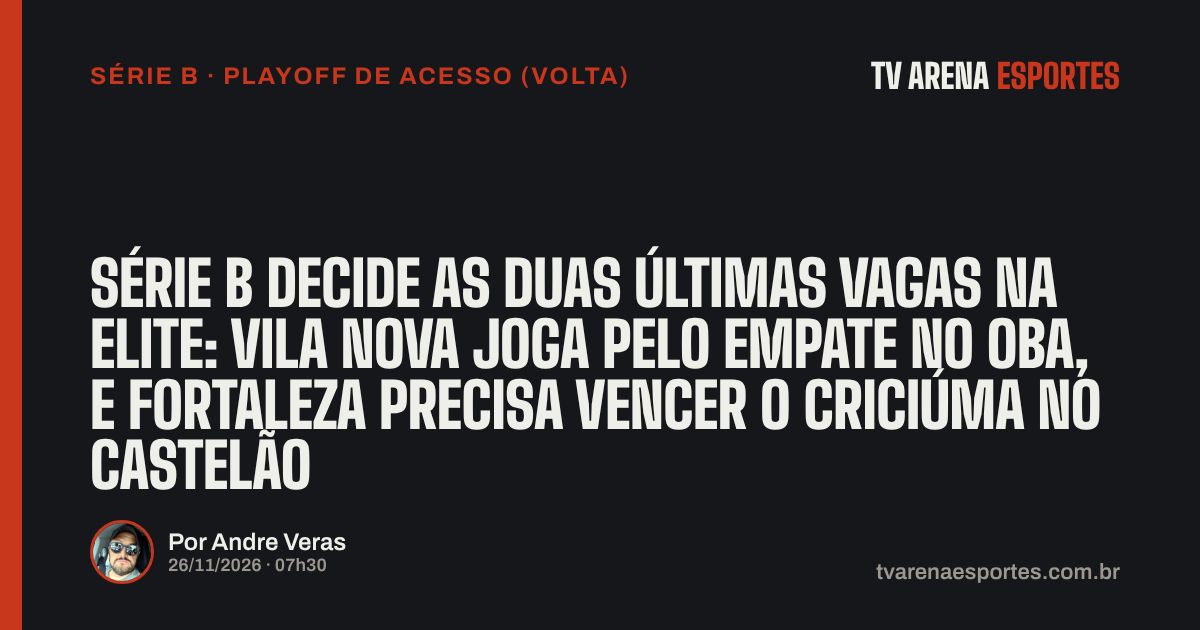 SÉRIE B · PLAYOFF DE ACESSO (VOLTA)
TV ARENA ESPORTES
SÉRIE B DECIDE AS DUAS ÚLTIMAS VAGAS NA
ELITE: VILA NOVA JOGA PELO EMPATE NO OBA,
E FORTALEZA PRECISA VENCER O CRICIÚMA NO
CASTELÃO
Por Andre Veras
26/11/2026 · 07h30
tvarenaesportes.com.br